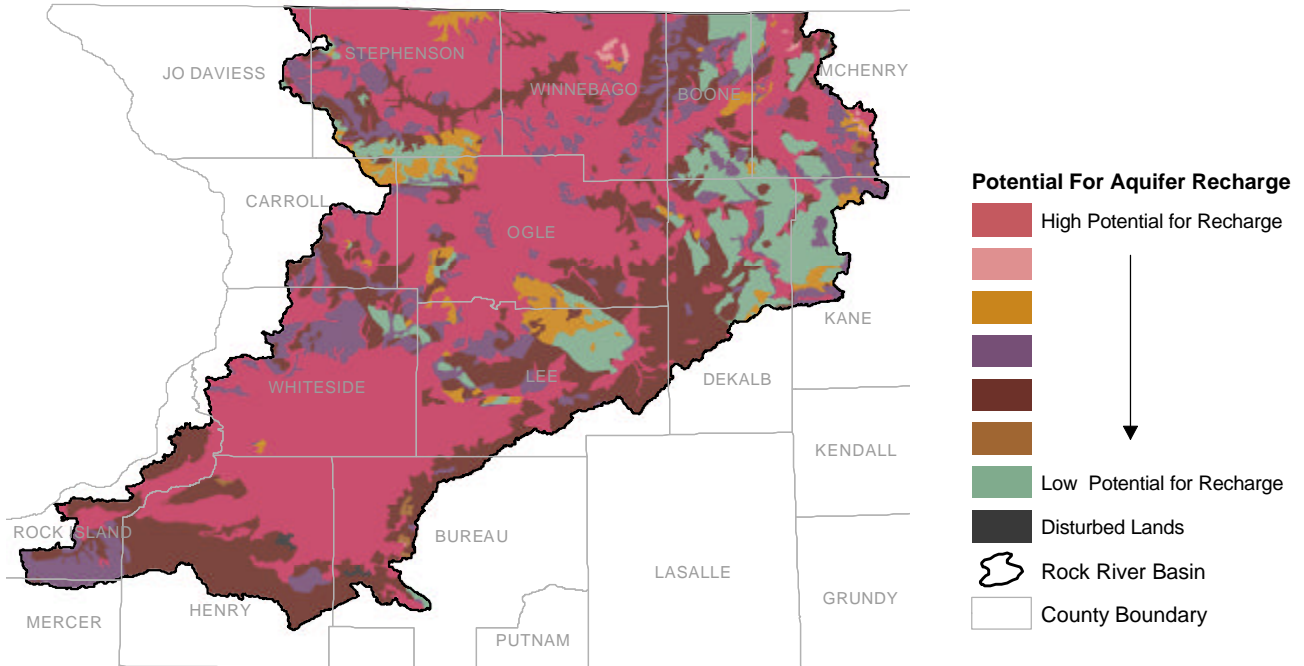 STEPHENSON
JO DAVIESS
MCHENRY
WINNEBAGO
BOONE
CARROLL
OGLE
KANE
DEKALB
LEE
WHITESIDE
KENDALL
ROCK ISLAND
BUREAU
LASALLE
GRUNDY
HENRY
MERCER
PUTNAM
Potential For Aquifer Recharge
High Potential for Recharge
Low Potential for Recharge
Disturbed Lands
Rock River Basin
County Boundary